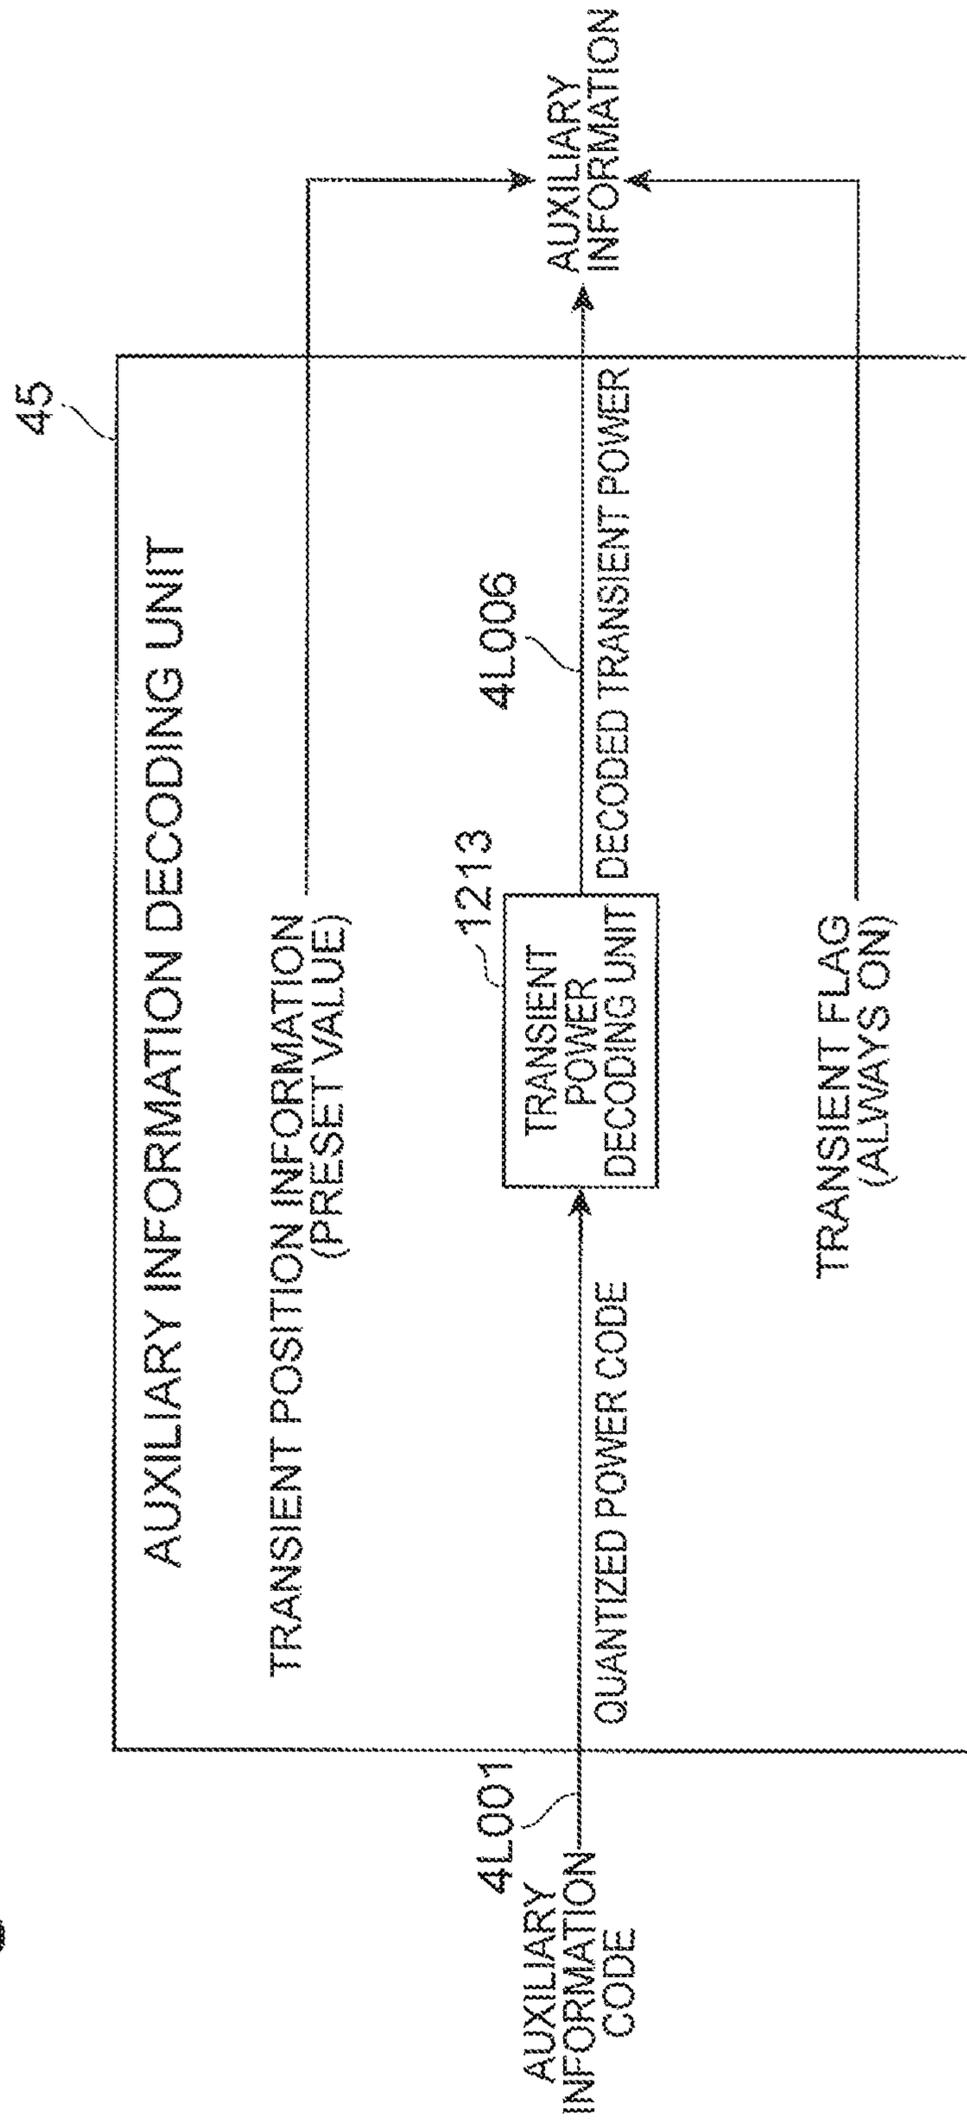 45
AUXILIARY INFORMATION DECODING UNIT
TRANSIENT POSITION INFORMATION
(PRESET VALUE)
4L001
AUXILIARY
INFORMATION
CODE
QUANTIZED POWER CODE
1213
TRANSIENT
POWER
DECODING UNIT
4L006
DECODED TRANSIENT POWER
AUXILIARY
INFORMATION
TRANSIENT FLAG
(ALWAYS ON)